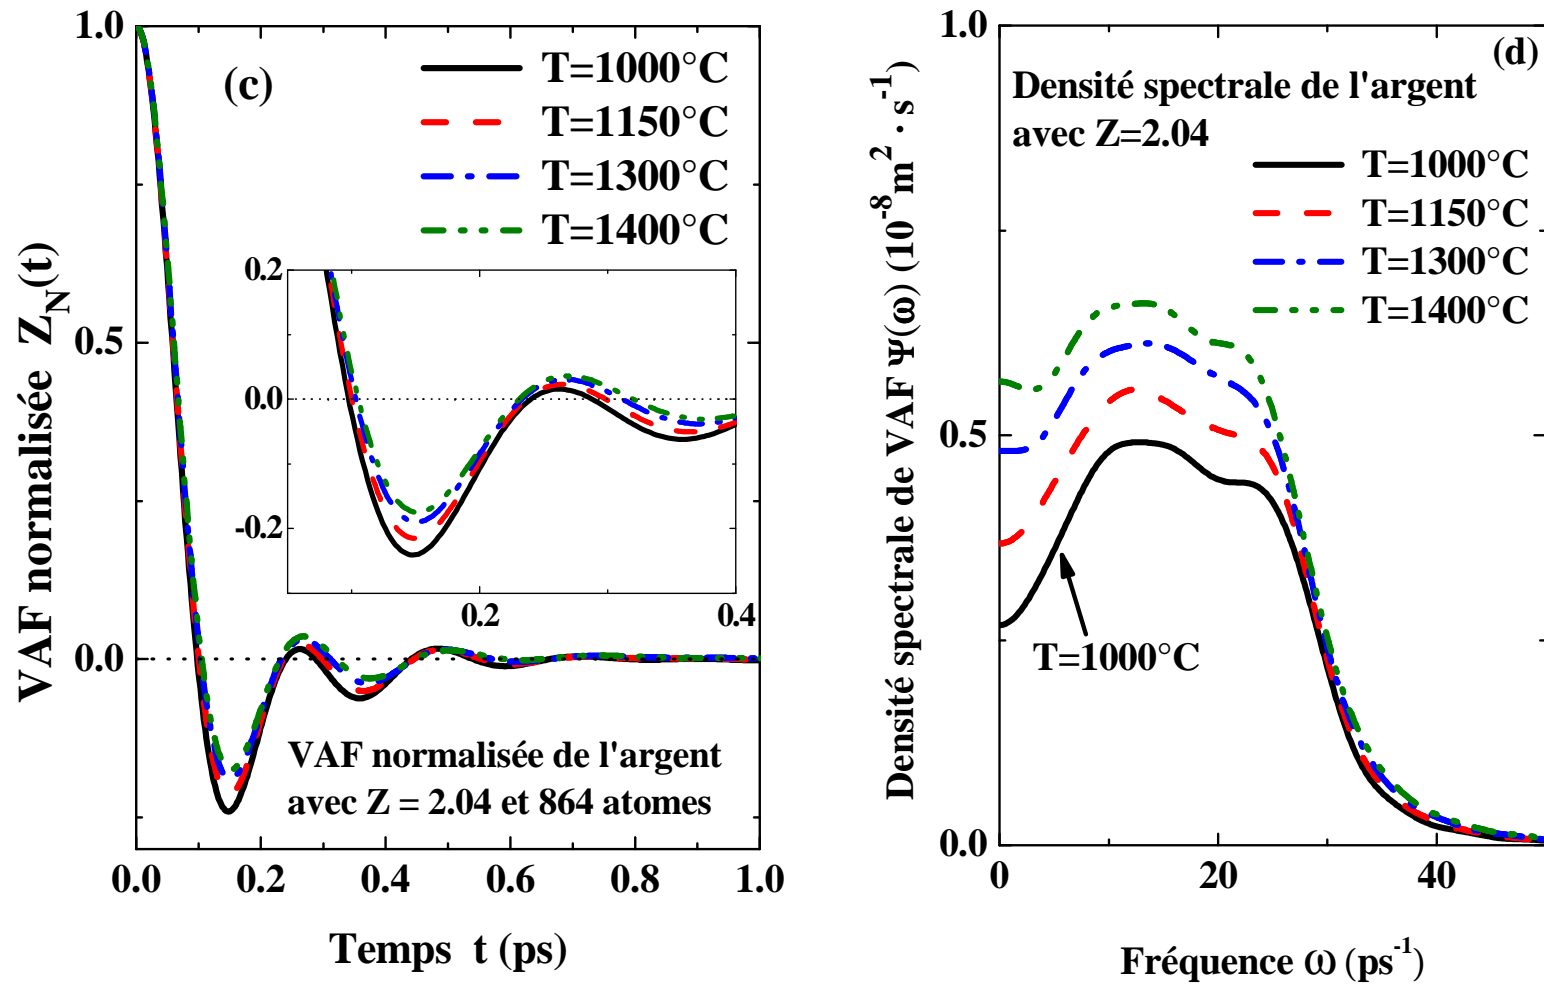 (c)
T=1000°C
T=1150°C
T=1300°C
T=1400°C
1.0
0.5
0.0
VAF normalisée Z_N(t)
0.2
0.0
-0.2
0.2
0.4
VAF normalisée de l'argent
avec Z = 2.04 et 864 atomes
0.0
0.2
0.4
0.6
0.8
1.0
Temps t (ps)
(d)
Densité spectrale de l'argent
avec Z=2.04
T=1000°C
T=1150°C
T=1300°C
T=1400°C
1.0
0.5
0.0
Densité spectrale de VAF Ψ(ω) (10⁻⁸m² · s⁻¹)
T=1000°C
0
20
40
Fréquence ω (ps⁻¹)